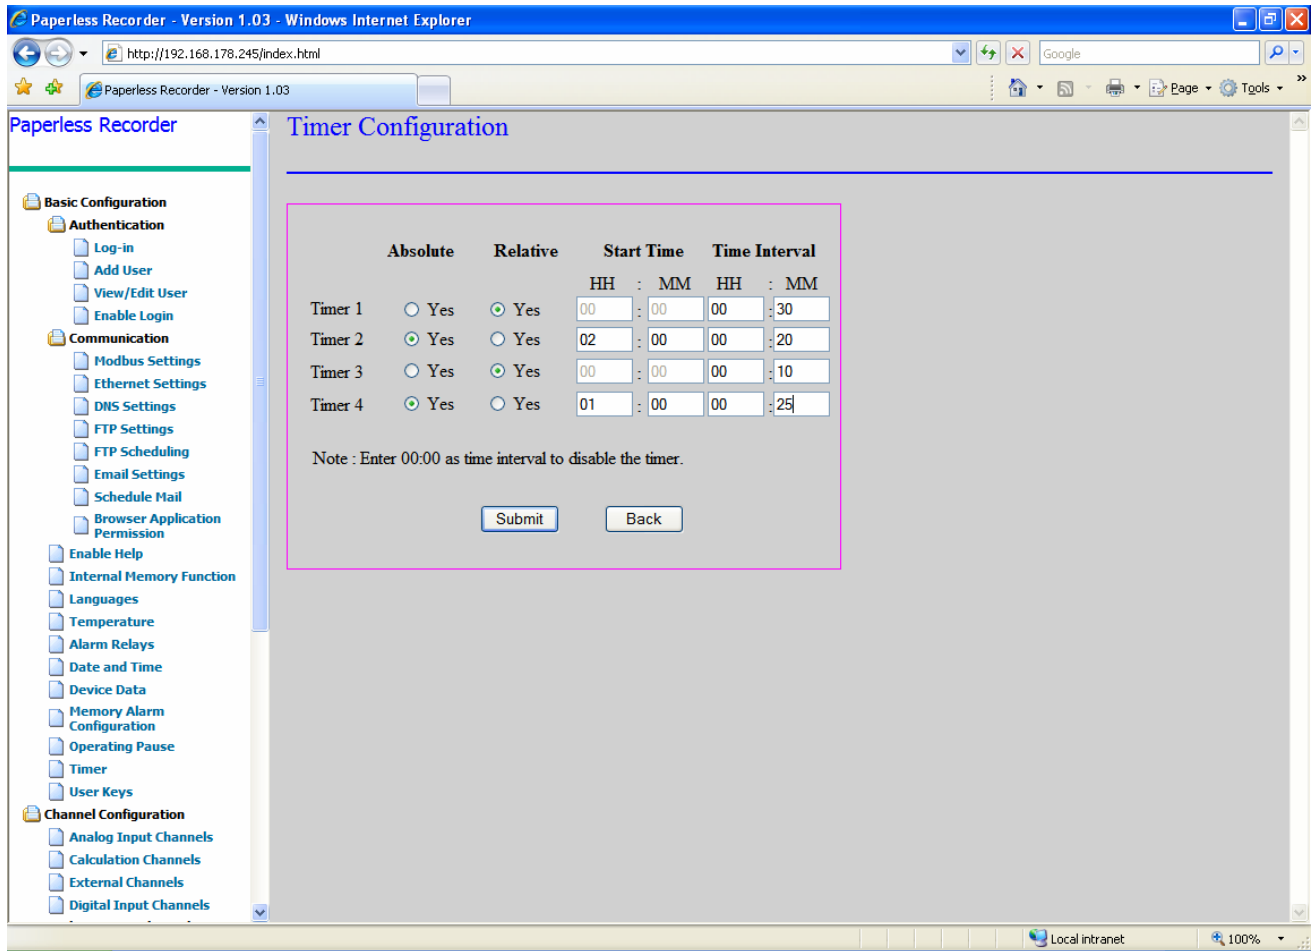 Paperless Recorder - Version 1.03 - Windows Internet Explorer
http://192.168.178.245/index.html
Google
Paperless Recorder - Version 1.03
Page
Tools
Paperless Recorder
Basic Configuration
Authentication
Log-in
Add User
View/Edit User
Enable Login
Communication
Modbus Settings
Ethernet Settings
DNS Settings
FTP Settings
FTP Scheduling
Email Settings
Schedule Mail
Browser Application
Permission
Enable Help
Internal Memory Function
Languages
Temperature
Alarm Relays
Date and Time
Device Data
Memory Alarm
Configuration
Operating Pause
Timer
User Keys
Channel Configuration
Analog Input Channels
Calculation Channels
External Channels
Digital Input Channels
Timer Configuration
Absolute Relative Start Time Time Interval
HH : MM HH : MM
Timer 1 Yes Yes 00 : 00 00 : 30
Timer 2 Yes Yes 02 : 00 00 : 20
Timer 3 Yes Yes 00 : 00 00 : 10
Timer 4 Yes Yes 01 : 00 00 : 25
Note : Enter 00:00 as time interval to disable the timer.
Submit Back
Local intranet
100%